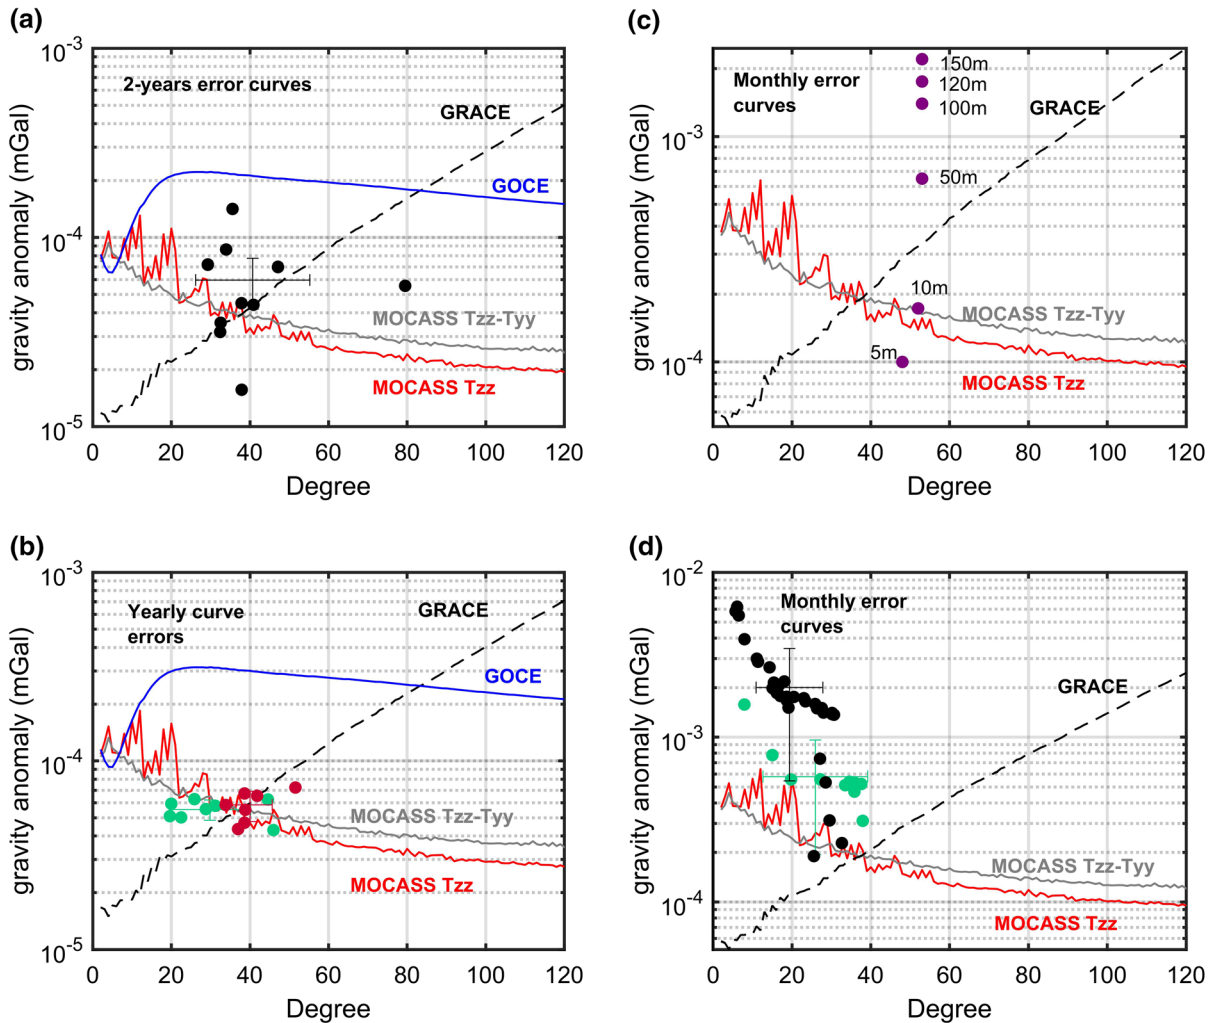 (a)
10-3
10-4
10-5
gravity anomaly (mGal)
2-years error curves
GRACE
GOCE
MOCASS Tzz-Tyy
MOCASS Tzz
0 20 40 60 80 100 120
Degree
(c)
10-3
10-4
gravity anomaly (mGal)
Monthly error
curves
150m
120m
100m
GRACE
50m
10m
MOCASS Tzz-Tyy
5m
MOCASS Tzz
0 20 40 60 80 100 120
Degree
(b)
10-3
10-4
10-5
gravity anomaly (mGal)
Yearly curve
errors
GRACE
GOCE
MOCASS Tzz-Tyy
MOCASS Tzz
0 20 40 60 80 100 120
Degree
(d)
10-2
10-3
10-4
gravity anomaly (mGal)
Monthly error
curves
GRACE
MOCASS Tzz-Tyy
MOCASS Tzz
0 20 40 60 80 100 120
Degree